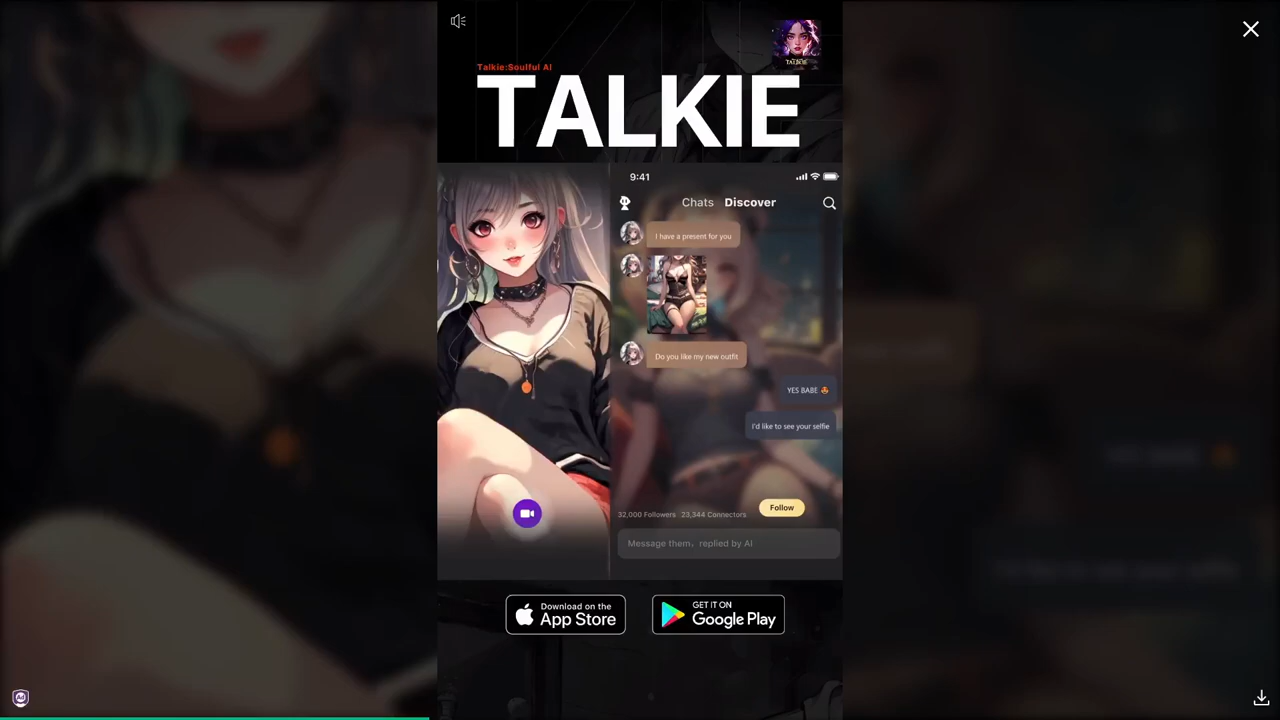 Talkie:Soulful AI
TALKIE
TALKIE
9:41
Chats Discover
I have a present for you
Do you like my new outfit
YES BABE 🤩
I'd like to see your selfie
32,000 Followers 23,344 Connectors
Follow
Message them, replied by AI
Download on the
App Store
GET IT ON
Google Play
Ad